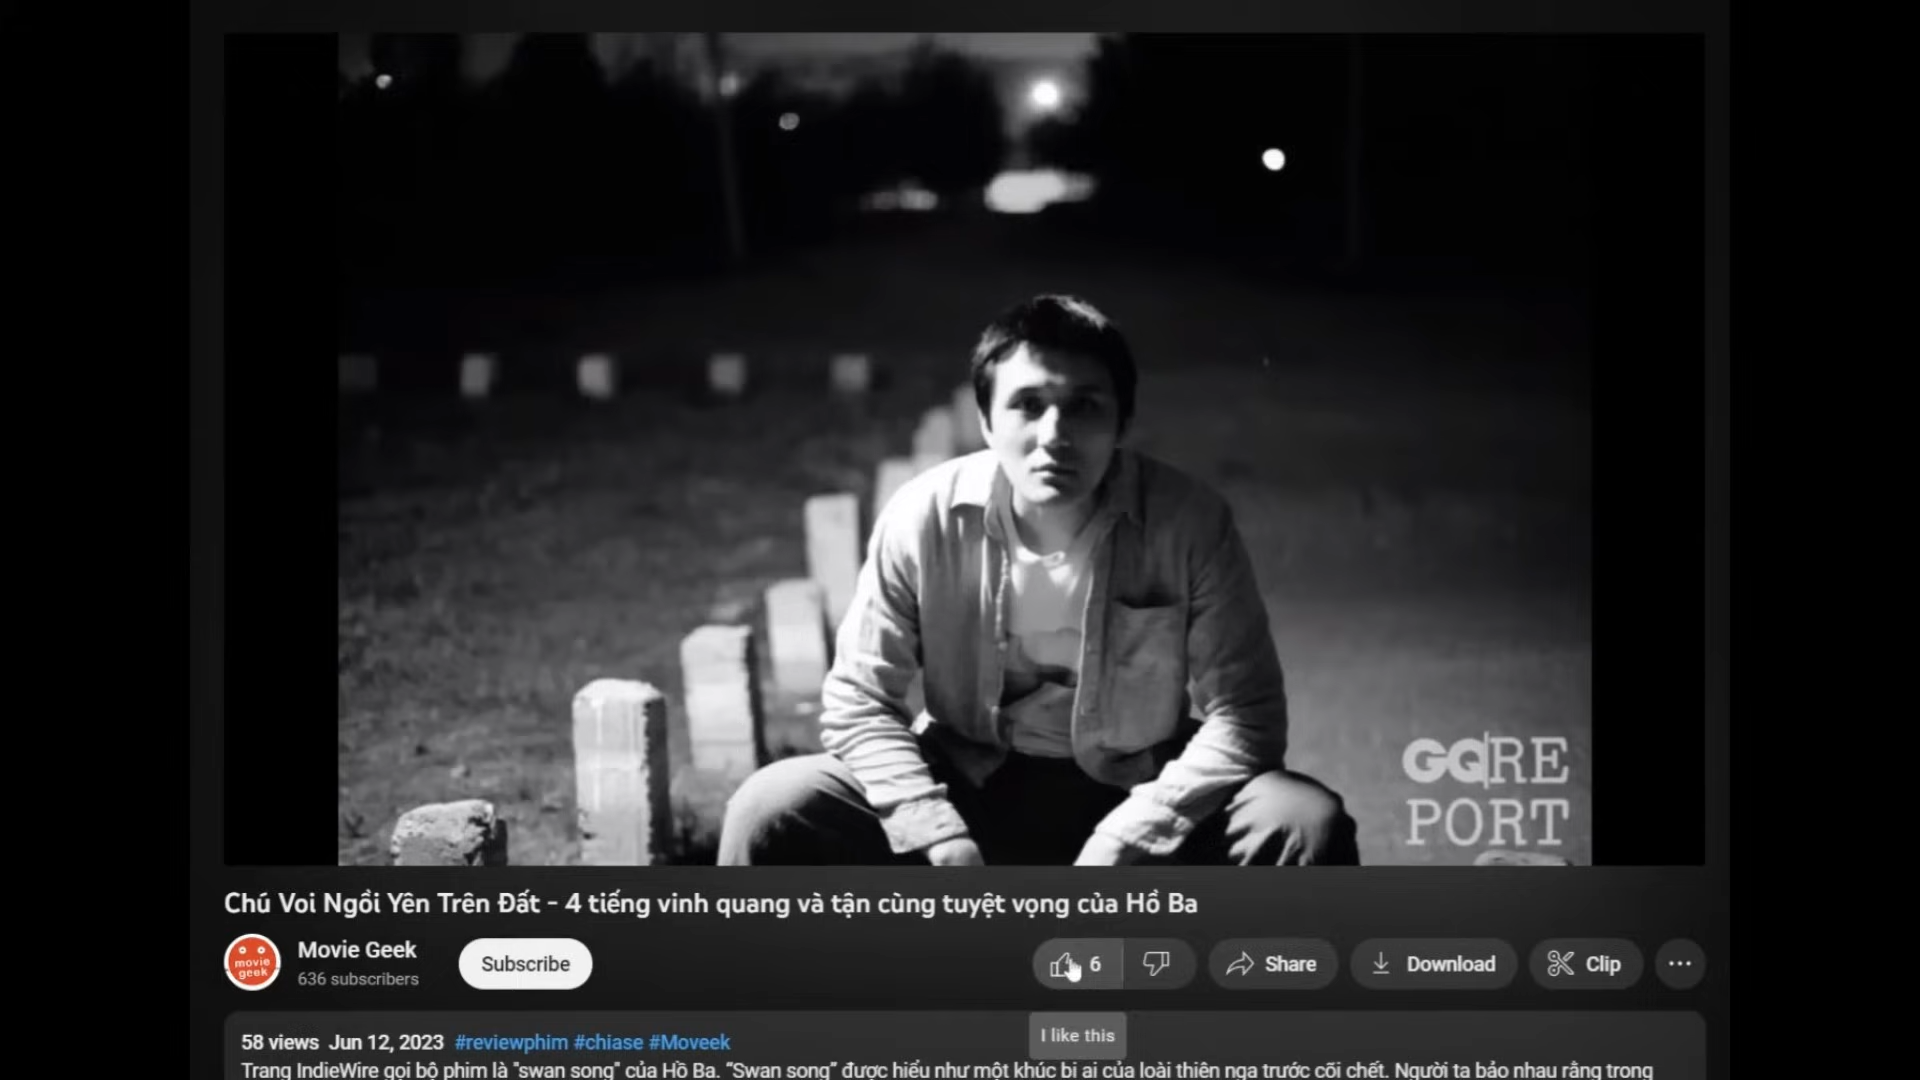 GQ RE
PORT
Chú Voi Ngồi Yên Trên Đất - 4 tiếng vinh quang và tận cùng tuyệt vọng của Hồ Ba
movie
geek
Movie Geek
636 subscribers
Subscribe
6
Share
Download
Clip
I like this
58 views Jun 12, 2023 #reviewphim #chiase #Moveek
Trang IndieWire gọi bộ phim là "swan song" của Hồ Ba. “Swan song” được hiểu như một khúc bi ai của loài thiên nga trước cõi chết. Người ta bảo nhau rằng trong